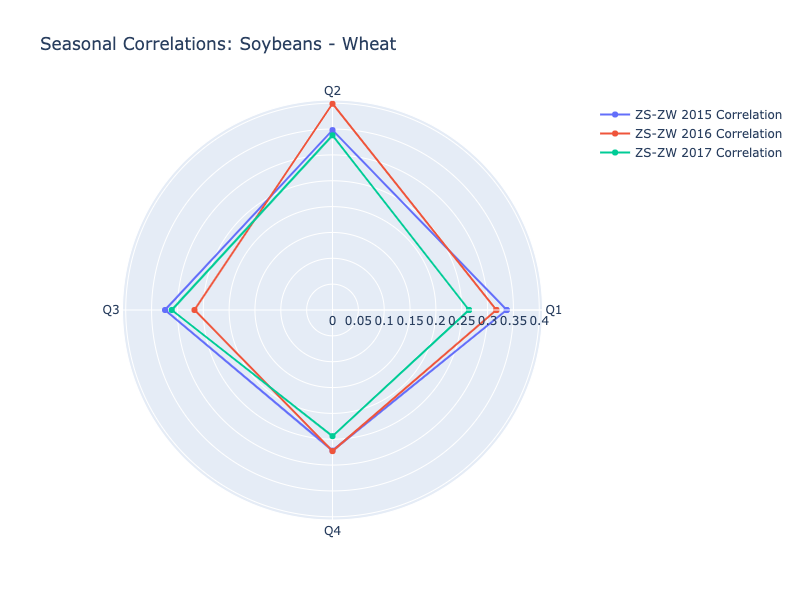 Seasonal Correlations: Soybeans - Wheat
Q2
ZS-ZW 2015 Correlation
ZS-ZW 2016 Correlation
ZS-ZW 2017 Correlation
Q3
Q1
0 0.05 0.1 0.15 0.2 0.25 0.3 0.35 0.4
Q4